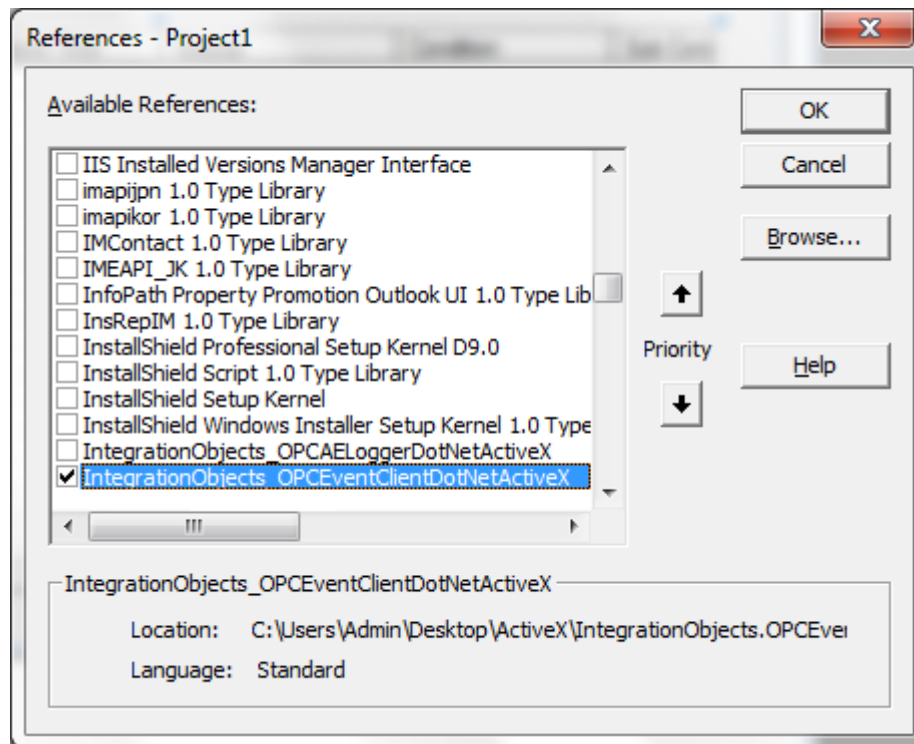 References - Project1
Available References:
OK
IIS Installed Versions Manager Interface
Cancel
imapijpn 1.0 Type Library
imapikor 1.0 Type Library
IMContact 1.0 Type Library
Browse...
IMEAPI_JK 1.0 Type Library
InfoPath Property Promotion Outlook UI 1.0 Type Lib
InsRepIM 1.0 Type Library
InstallShield Professional Setup Kernel D9.0
Priority
InstallShield Script 1.0 Type Library
Help
InstallShield Setup Kernel
InstallShield Windows Installer Setup Kernel 1.0 Type
IntegrationObjects_OPCAELoggerDotNetActiveX
IntegrationObjects_OPCEventClientDotNetActiveX
IntegrationObjects_OPCEventClientDotNetActiveX
Location: C:\Users\Admin\Desktop\ActiveX\IntegrationObjects.OPCEver
Language: Standard